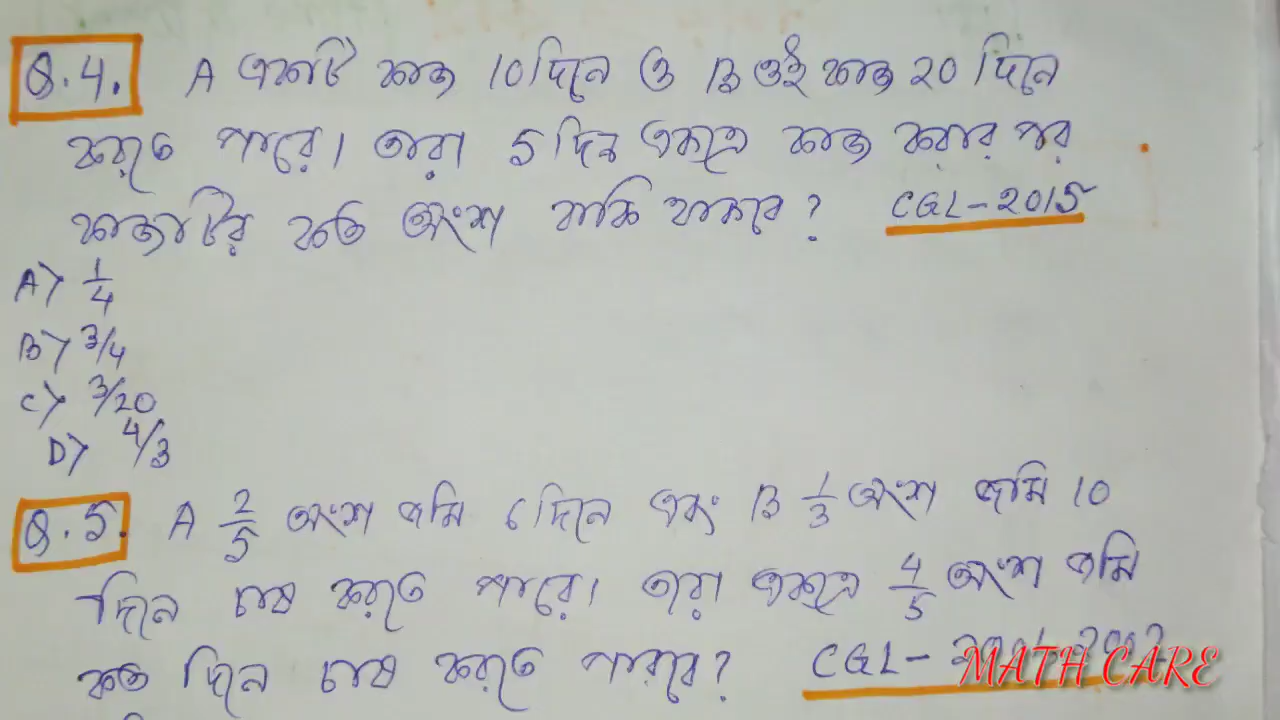 Q.4. A একটি কাজ 10 দিনে ও B ঐ কাজ 20 দিনে
করতে পারে। তারা 5 দিন একত্রে কাজ করার পর
কাজটির কত অংশ বাকি থাকবে? CGL-2015
A> 1/4
B> 3/4
C> 3/20
D> 4/3
Q.5. A 2/5 অংশ জমি 6 দিনে এবং B 1/3 অংশ জমি 10
দিনে চাষ করতে পারে। তারা একত্রে 4/5 অংশ জমি
কত দিনে চাষ করতে পারবে? CGL-
MATH CARE